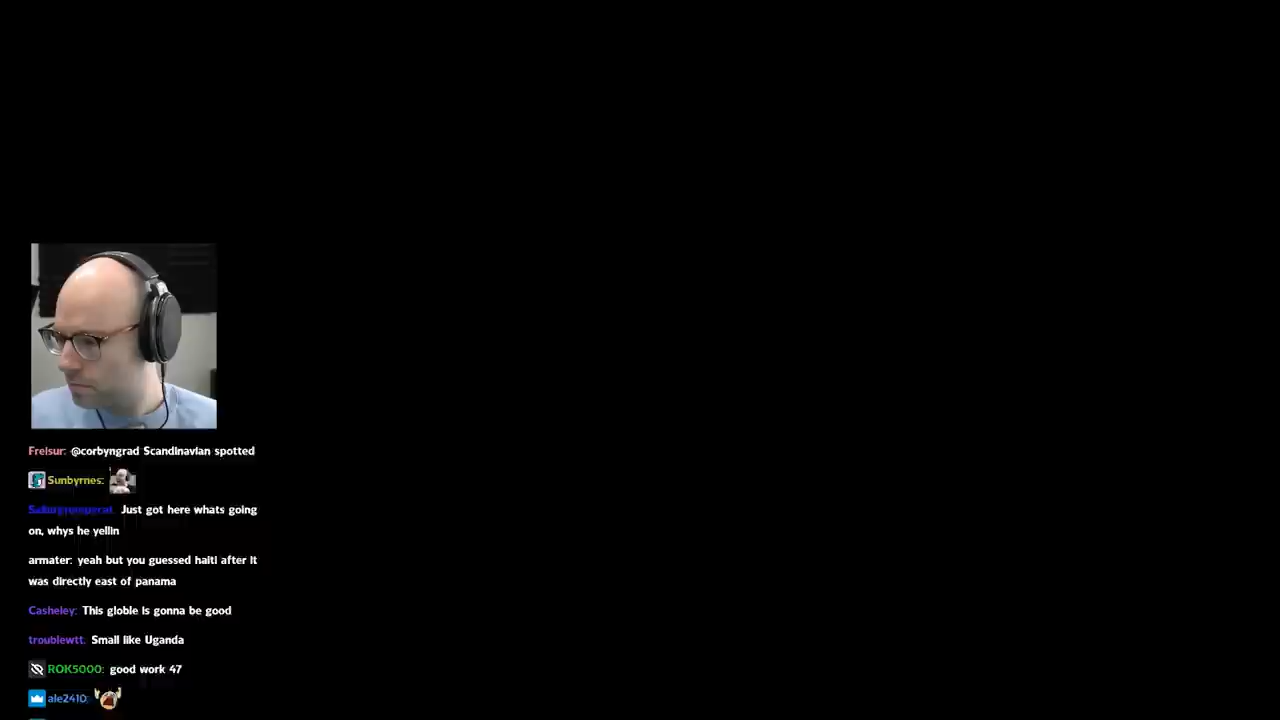 Freisur: @corbyngrad Scandinavian spotted
Sunbyrnes:
Just got here whats going
on, whys he yellin
armater: yeah but you guessed haiti after it
was directly east of panama
Casheley: This globle is gonna be good
troublewtt: Small like Uganda
ROK5000: good work 47
ale2410: